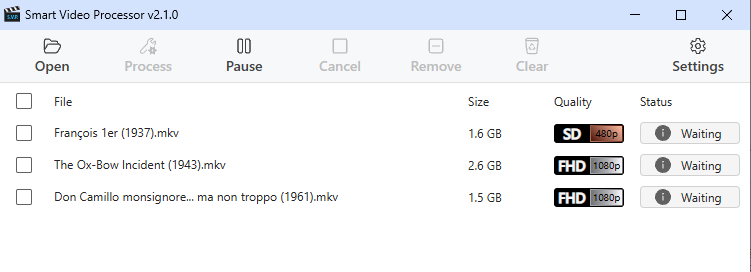 Smart Video Processor v2.1.0
Open Process Pause Cancel Remove Clear Settings
File Size Quality Status
François 1er (1937).mkv 1.6 GB SD 480p Waiting
The Ox-Bow Incident (1943).mkv 2.6 GB FHD 1080p Waiting
Don Camillo monsignore... ma non troppo (1961).mkv 1.5 GB FHD 1080p Waiting